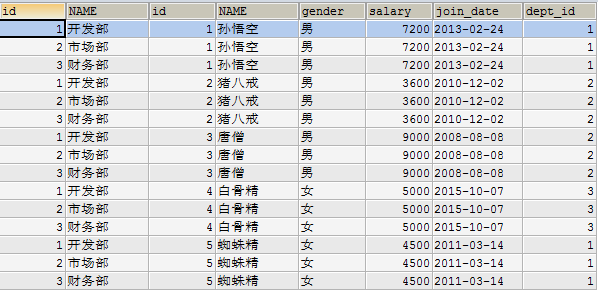 id NAME id NAME gender salary join_date dept_id
1 开发部 1 孙悟空 男 7200 2013-02-24 1
2 市场部 1 孙悟空 男 7200 2013-02-24 1
3 财务部 1 孙悟空 男 7200 2013-02-24 1
1 开发部 2 猪八戒 男 3600 2010-12-02 2
2 市场部 2 猪八戒 男 3600 2010-12-02 2
3 财务部 2 猪八戒 男 3600 2010-12-02 2
1 开发部 3 唐僧 男 9000 2008-08-08 2
2 市场部 3 唐僧 男 9000 2008-08-08 2
3 财务部 3 唐僧 男 9000 2008-08-08 2
1 开发部 4 白骨精 女 5000 2015-10-07 3
2 市场部 4 白骨精 女 5000 2015-10-07 3
3 财务部 4 白骨精 女 5000 2015-10-07 3
1 开发部 5 蜘蛛精 女 4500 2011-03-14 1
2 市场部 5 蜘蛛精 女 4500 2011-03-14 1
3 财务部 5 蜘蛛精 女 4500 2011-03-14 1